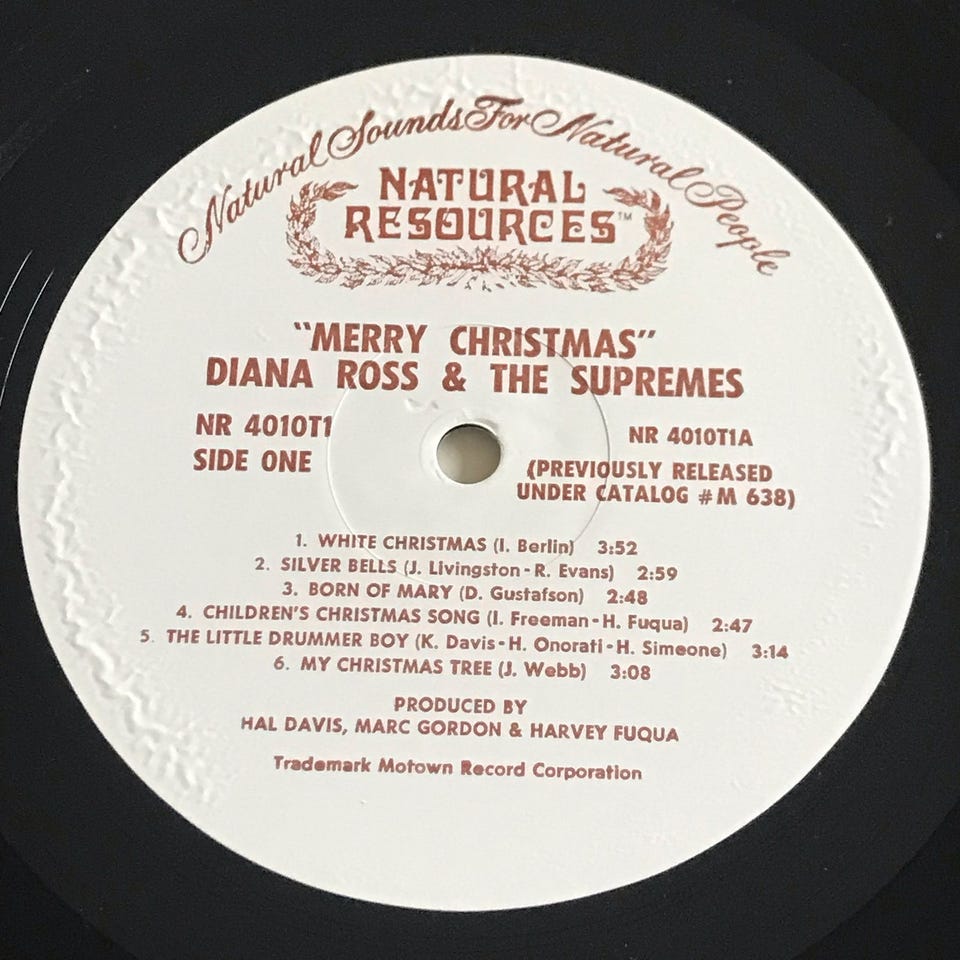 Natural Sounds For Natural People
NATURAL
RESOURCES™
"MERRY CHRISTMAS"
DIANA ROSS & THE SUPREMES
NR 4010T1
SIDE ONE
NR 4010T1A
(PREVIOUSLY RELEASED
UNDER CATALOG #M 638)
1. WHITE CHRISTMAS (I. Berlin) 3:52
2. SILVER BELLS (J. Livingston-R. Evans) 2:59
3. BORN OF MARY (D. Gustafson) 2:48
4. CHILDREN'S CHRISTMAS SONG (I. Freeman-H. Fuqua) 2:47
5. THE LITTLE DRUMMER BOY (K. Davis-H. Onorati-H. Simeone) 3:14
6. MY CHRISTMAS TREE (J. Webb) 3:08
PRODUCED BY
HAL DAVIS, MARC GORDON & HARVEY FUQUA
Trademark Motown Record Corporation